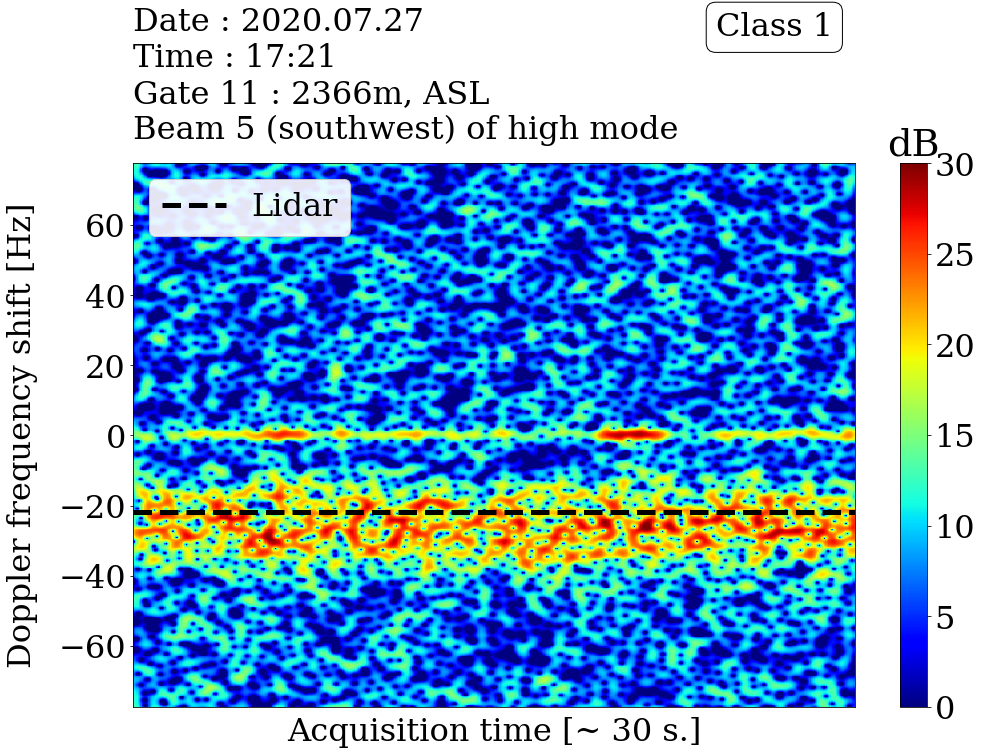 Date : 2020.07.27
Time : 17:21
Gate 11 : 2366m, ASL
Beam 5 (southwest) of high mode
Class 1
dB
Lidar
Doppler frequency shift [Hz]
60
40
20
0
−20
−40
−60
Acquisition time [~ 30 s.]
30
25
20
15
10
5
0